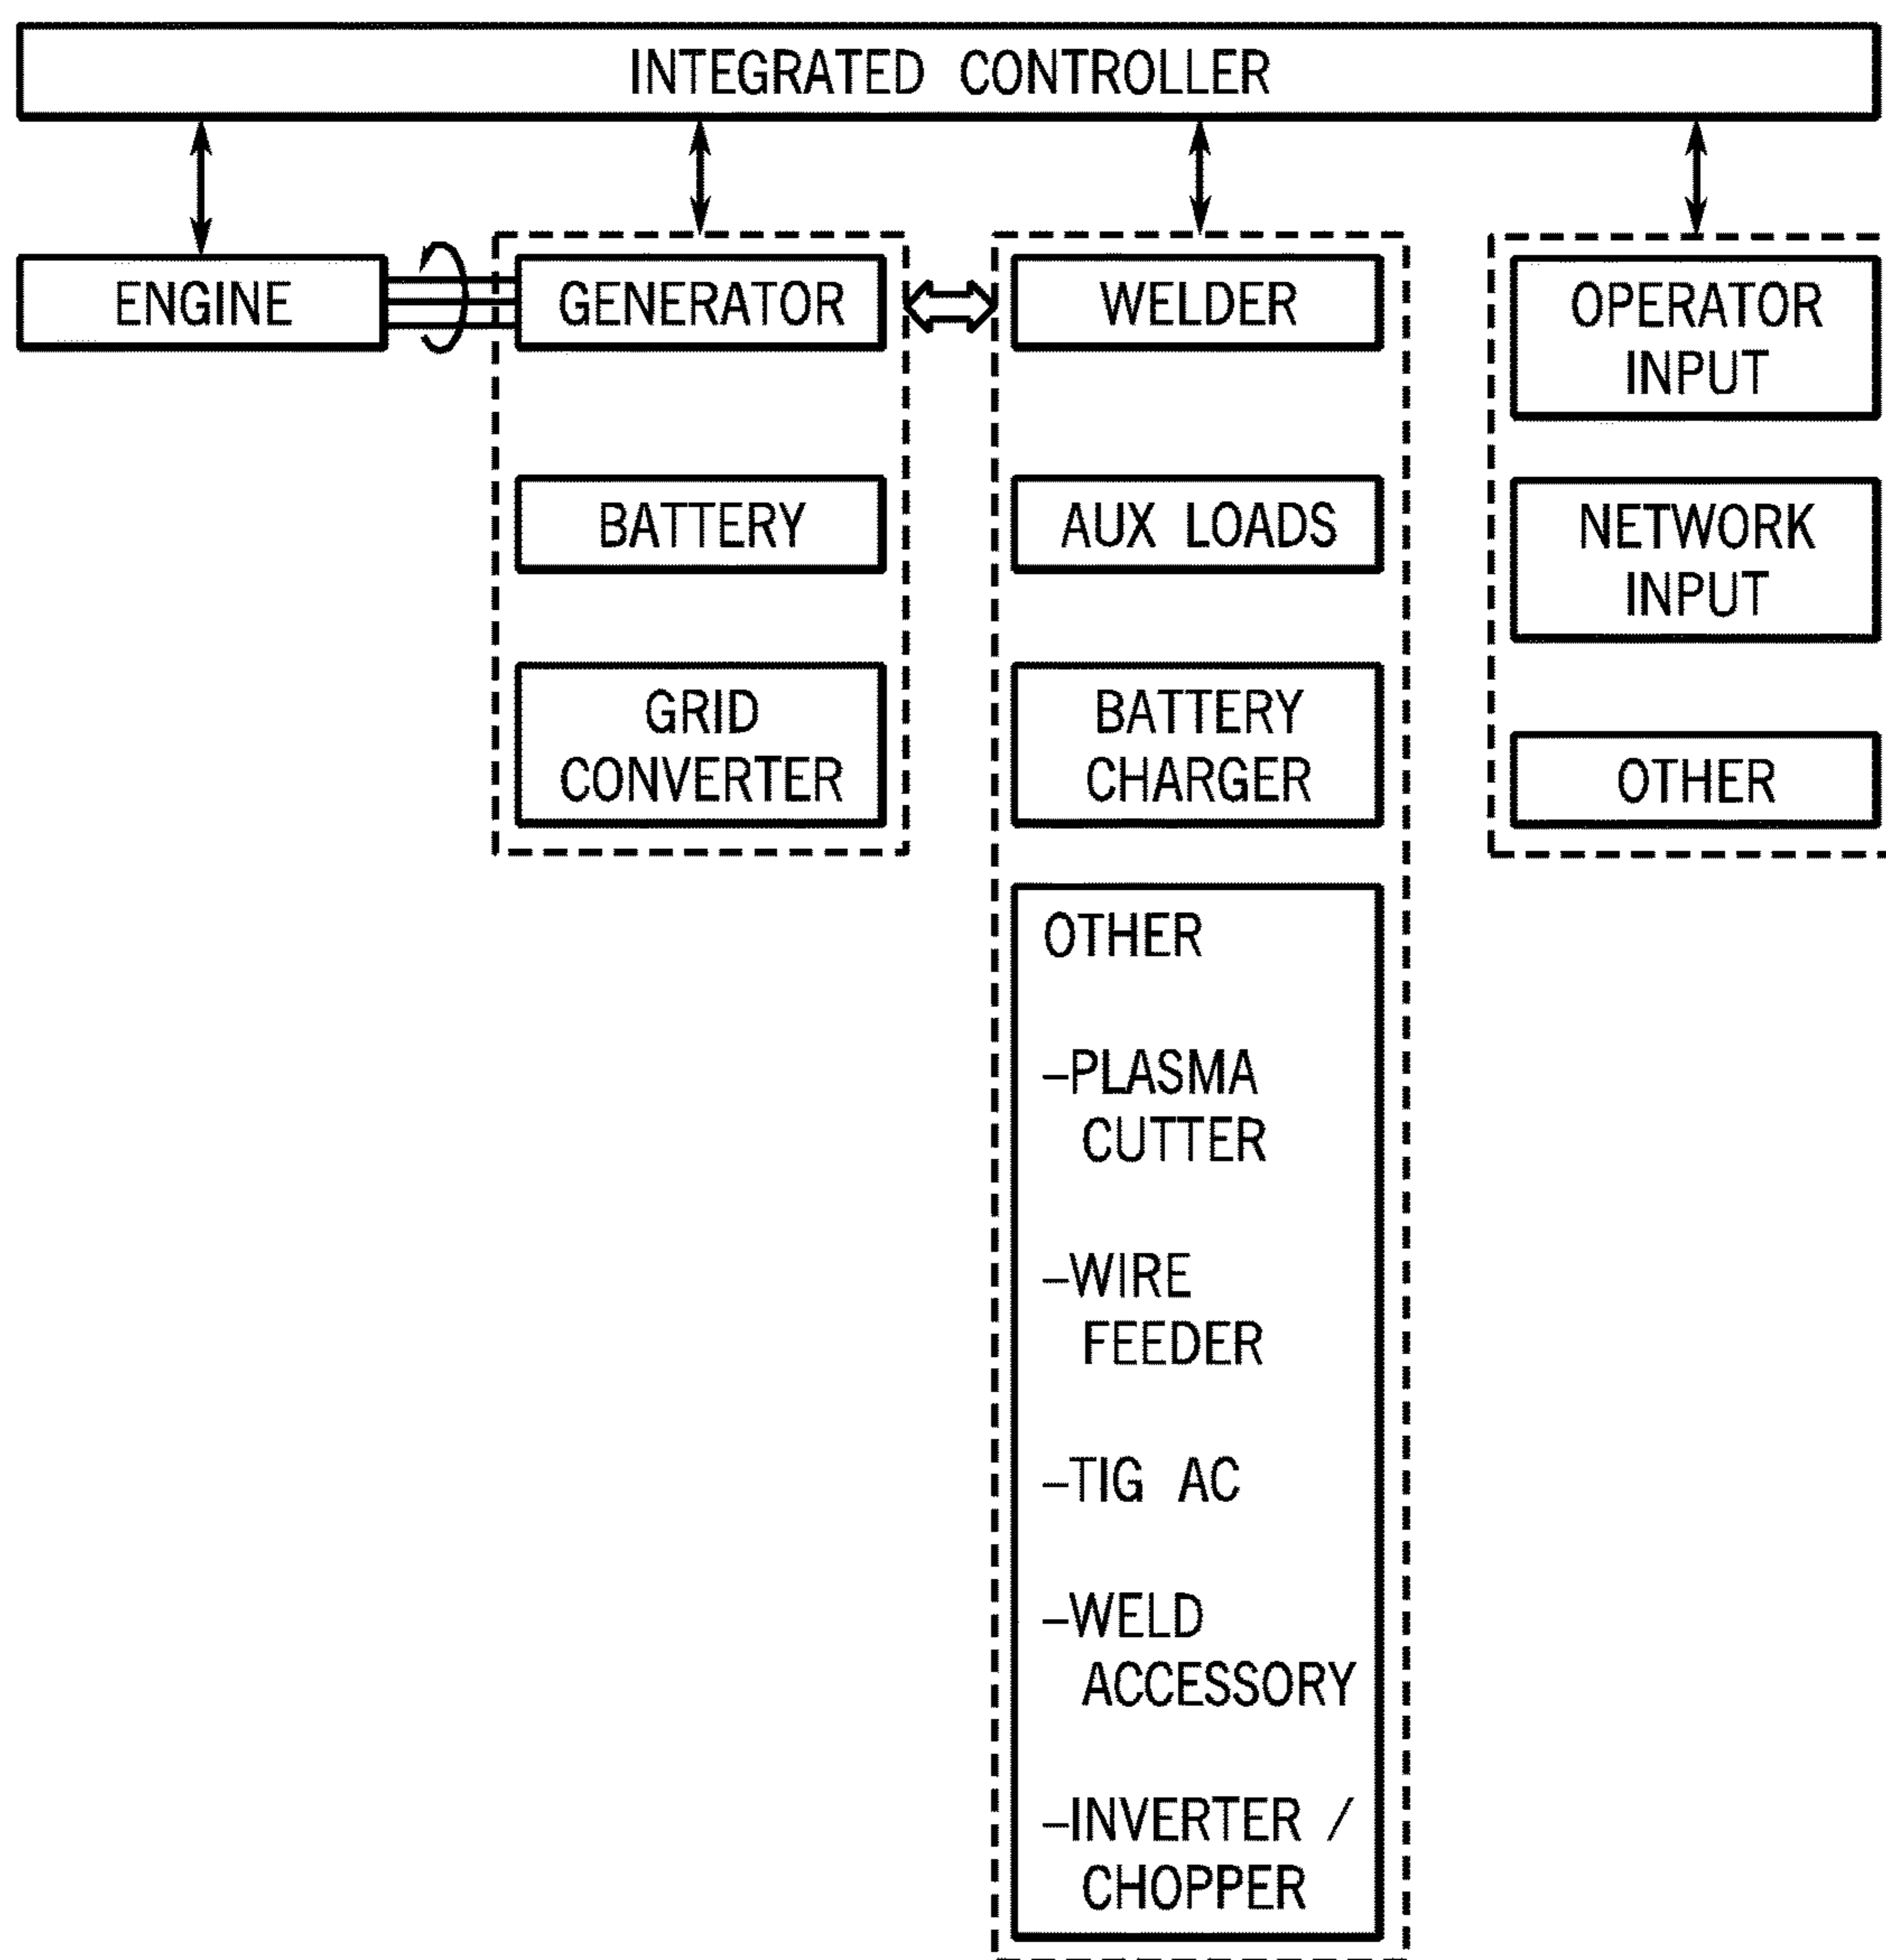 INTEGRATED CONTROLLER
ENGINE
GENERATOR
BATTERY
GRID
CONVERTER
WELDER
AUX LOADS
BATTERY
CHARGER
OTHER
–PLASMA
CUTTER
–WIRE
FEEDER
–TIG AC
–WELD
ACCESSORY
–INVERTER /
CHOPPER
OPERATOR
INPUT
NETWORK
INPUT
OTHER